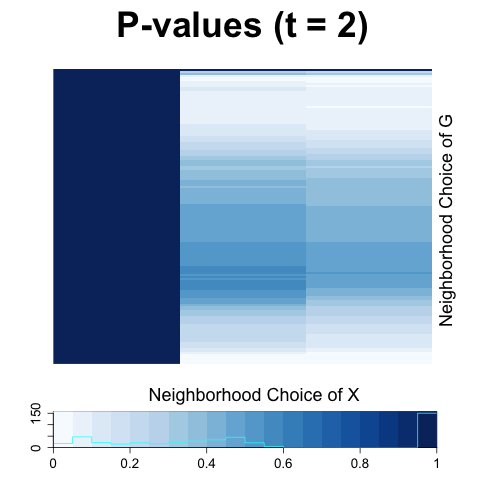 P-values (t = 2)
Neighborhood Choice of G
Neighborhood Choice of X
0 150
0 0.2 0.4 0.6 0.8 1